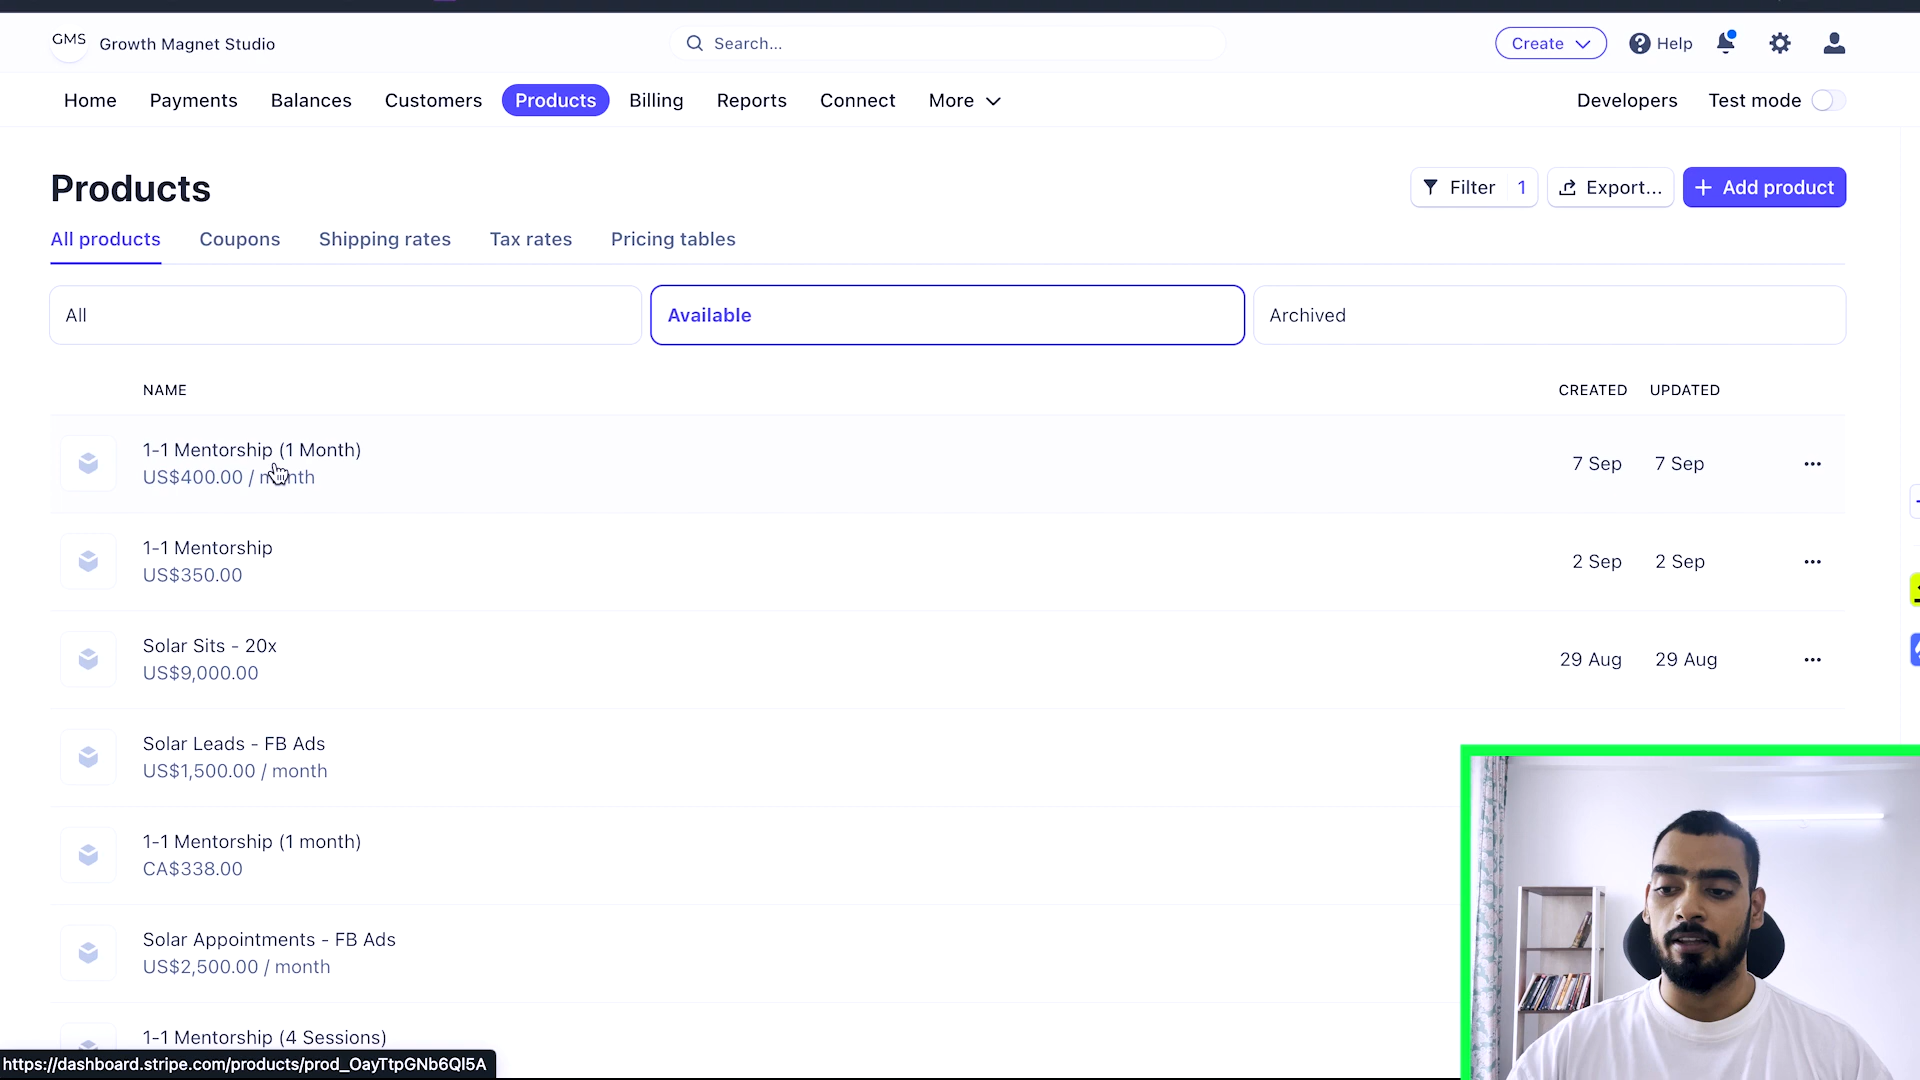 GMS Growth Magnet Studio
Search...
Create
Help
Home Payments Balances Customers Products Billing Reports Connect More
Developers Test mode
Products
Filter 1
Export...
+ Add product
All products Coupons Shipping rates Tax rates Pricing tables
All
Available
Archived
NAME CREATED UPDATED
1-1 Mentorship (1 Month)
US$400.00 / month
7 Sep 7 Sep
1-1 Mentorship
US$350.00
2 Sep 2 Sep
Solar Sits - 20x
US$9,000.00
29 Aug 29 Aug
Solar Leads - FB Ads
US$1,500.00 / month
1-1 Mentorship (1 month)
CA$338.00
Solar Appointments - FB Ads
US$2,500.00 / month
1-1 Mentorship (4 Sessions)
https://dashboard.stripe.com/products/prod_OayTtpGNb6QI5A